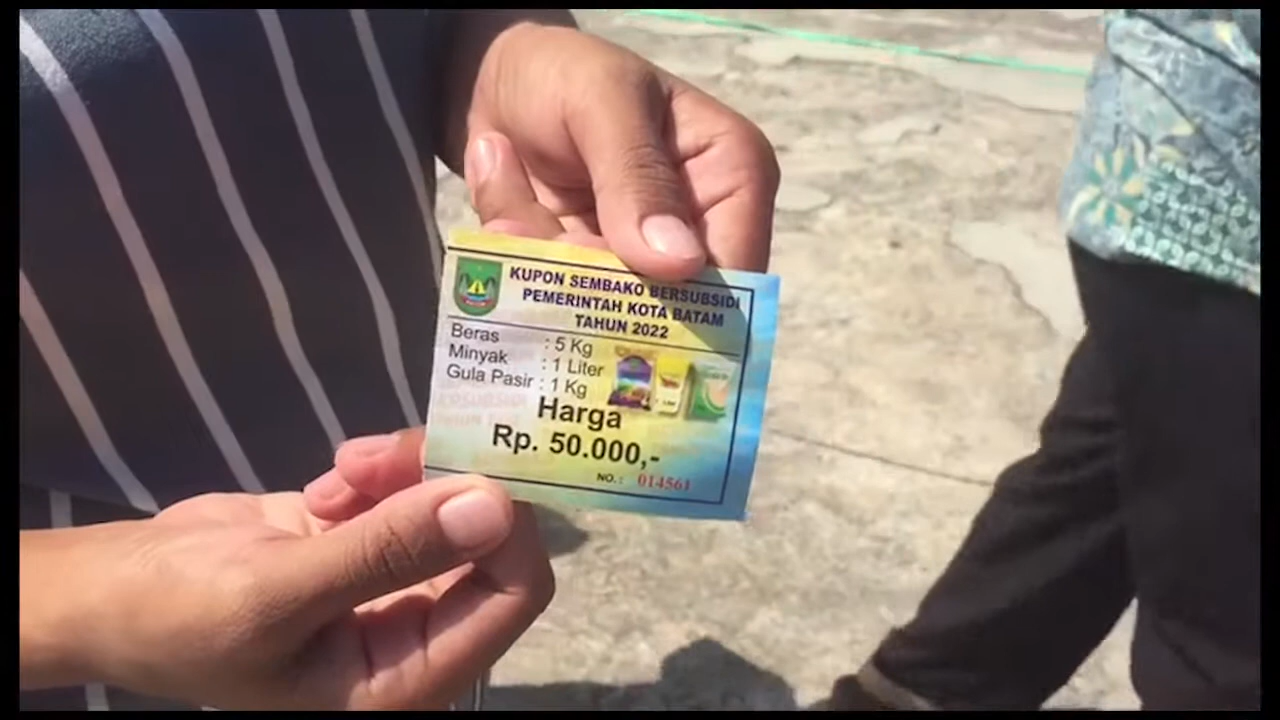 KUPON SEMBAKO BERSUBSIDI
PEMERINTAH KOTA BATAM
TAHUN 2022
Beras : 5 Kg
Minyak : 1 Liter
Gula Pasir : 1 Kg
Harga
Rp. 50.000,-
NO. : 014561